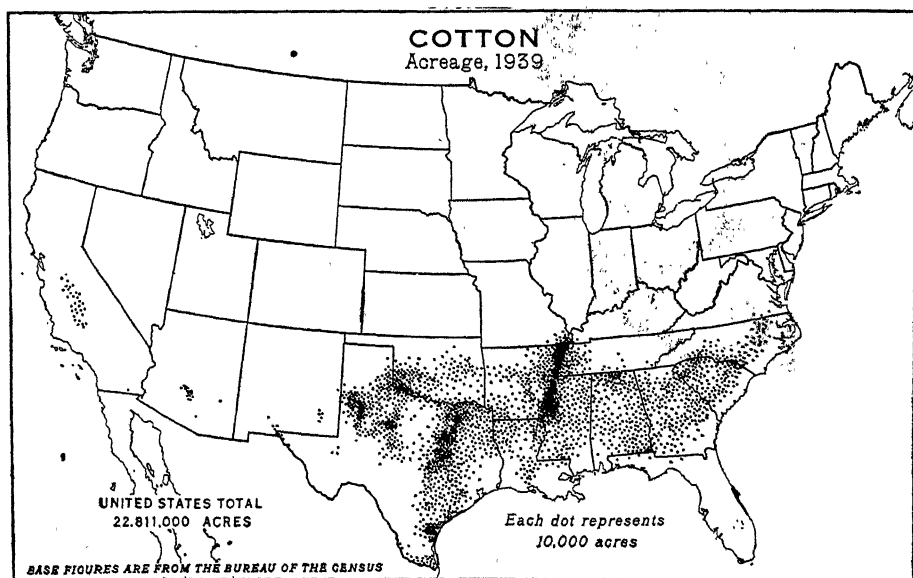 COTTON
Acreage, 1939
UNITED STATES TOTAL
22.811.000 ACRES
Each dot represents
10,000 acres
BASE FIGURES ARE FROM THE BUREAU OF THE CENSUS